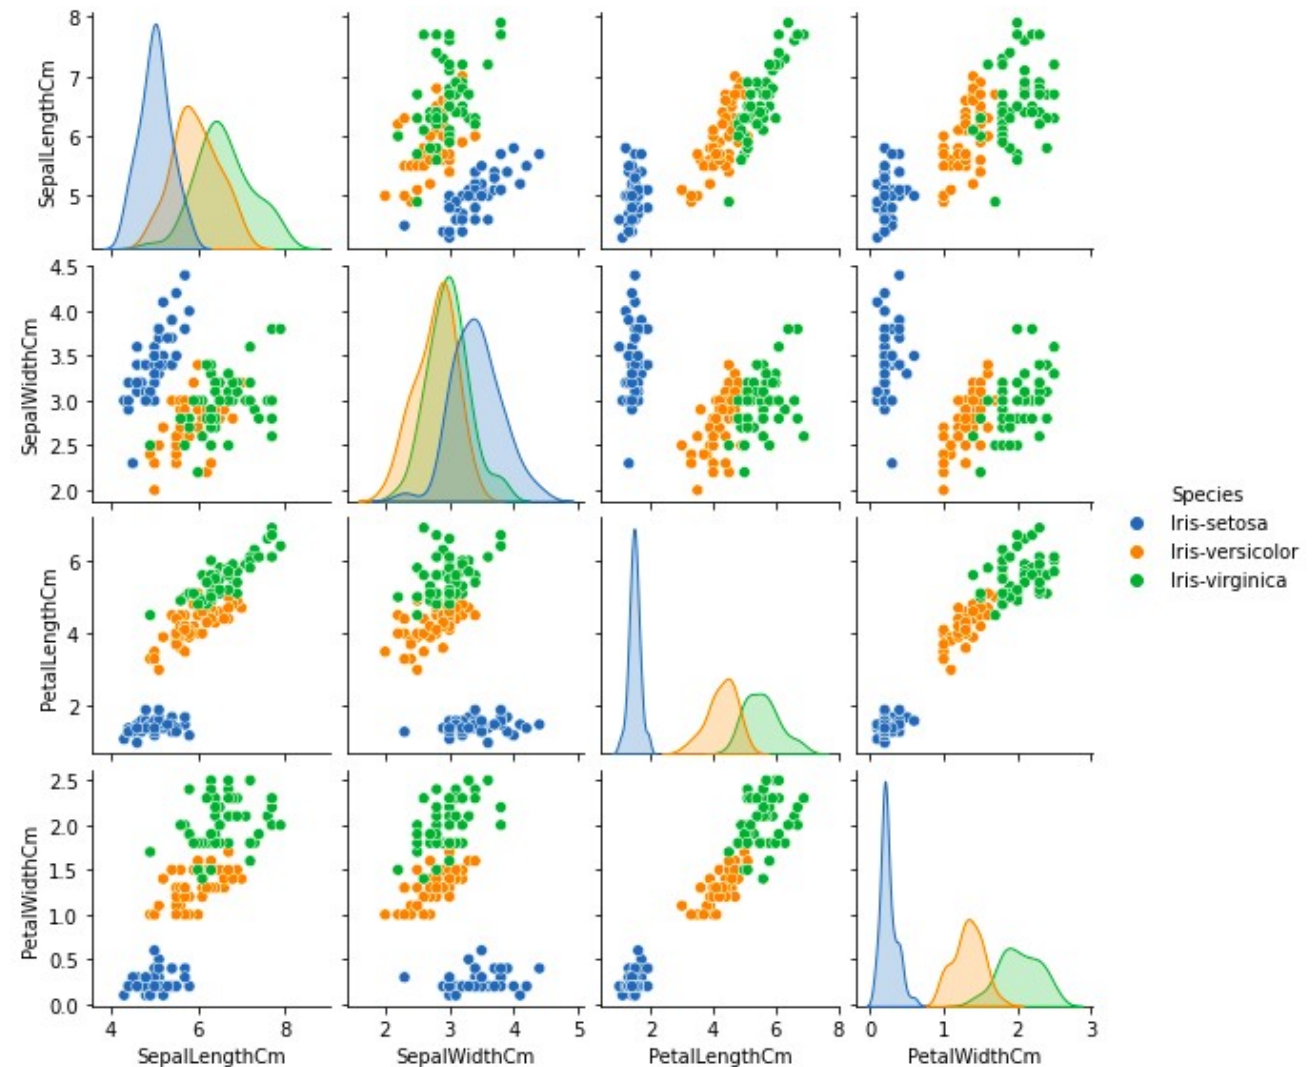 8
7
6
5
SepalLengthCm
4.5
4.0
3.5
3.0
2.5
2.0
SepalWidthCm
Species
Iris-setosa
Iris-versicolor
Iris-virginica
6
4
2
PetalLengthCm
2.5
2.0
1.5
1.0
0.5
0.0
PetalWidthCm
4 6 8
SepalLengthCm
2 3 4 5
SepalWidthCm
2 4 6 8
PetalLengthCm
0 1 2 3
PetalWidthCm